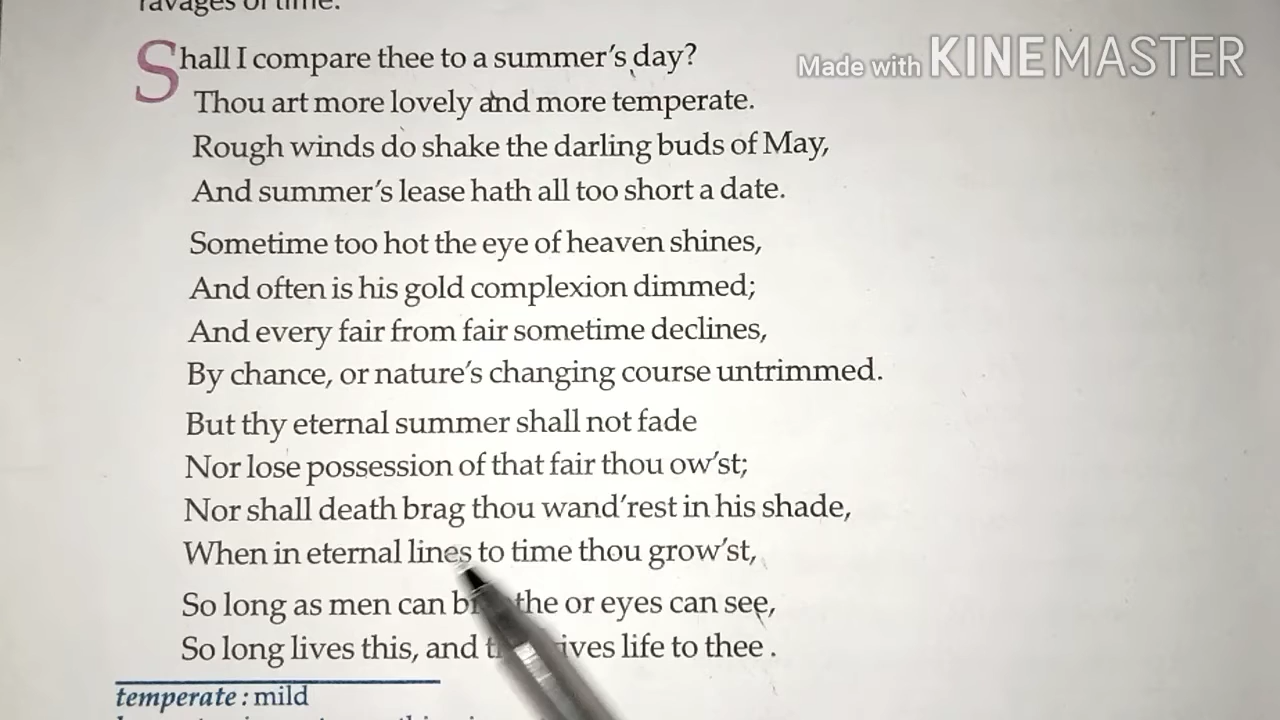 ravages of time.
Made with KINEMASTER
Shall I compare thee to a summer's day?
Thou art more lovely and more temperate.
Rough winds do shake the darling buds of May,
And summer's lease hath all too short a date.
Sometime too hot the eye of heaven shines,
And often is his gold complexion dimmed;
And every fair from fair sometime declines,
By chance, or nature's changing course untrimmed.
But thy eternal summer shall not fade
Nor lose possession of that fair thou ow'st;
Nor shall death brag thou wand'rest in his shade,
When in eternal lines to time thou grow'st,
So long as men can or eyes can see,
So long lives this, and life to thee .
temperate : mild